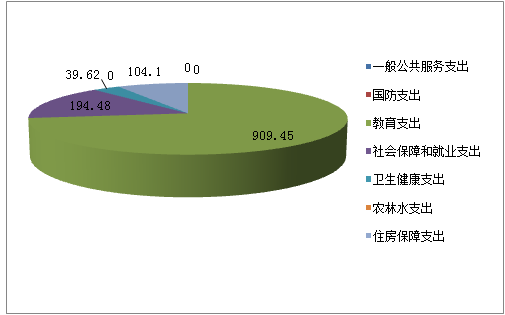 0
0
104.1
39.62
0
194.48
909.45
一般公共服务支出
国防支出
教育支出
社会保障和就业支出
卫生健康支出
农林水支出
住房保障支出